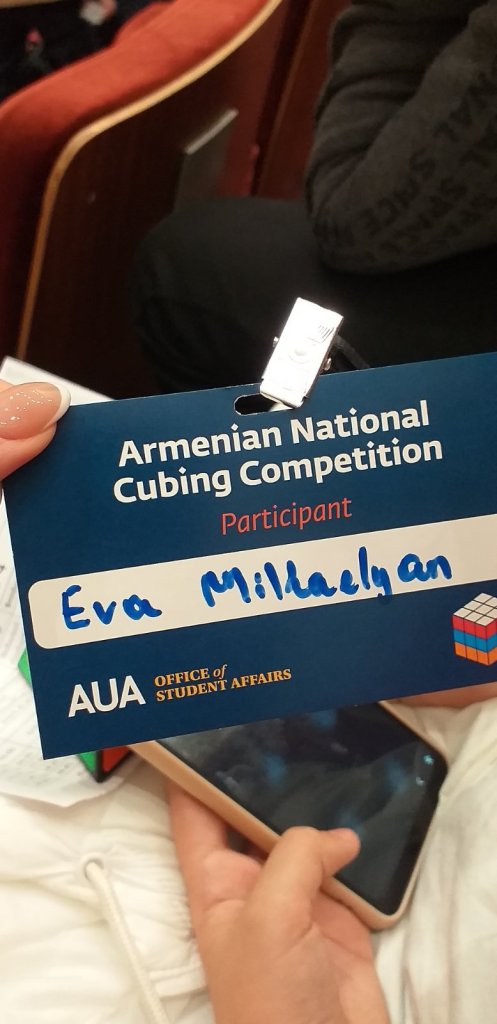 Armenian National
Cubing Competition
Participant
Eva Mikaelyan
AUA OFFICE of
STUDENT AFFAIRS